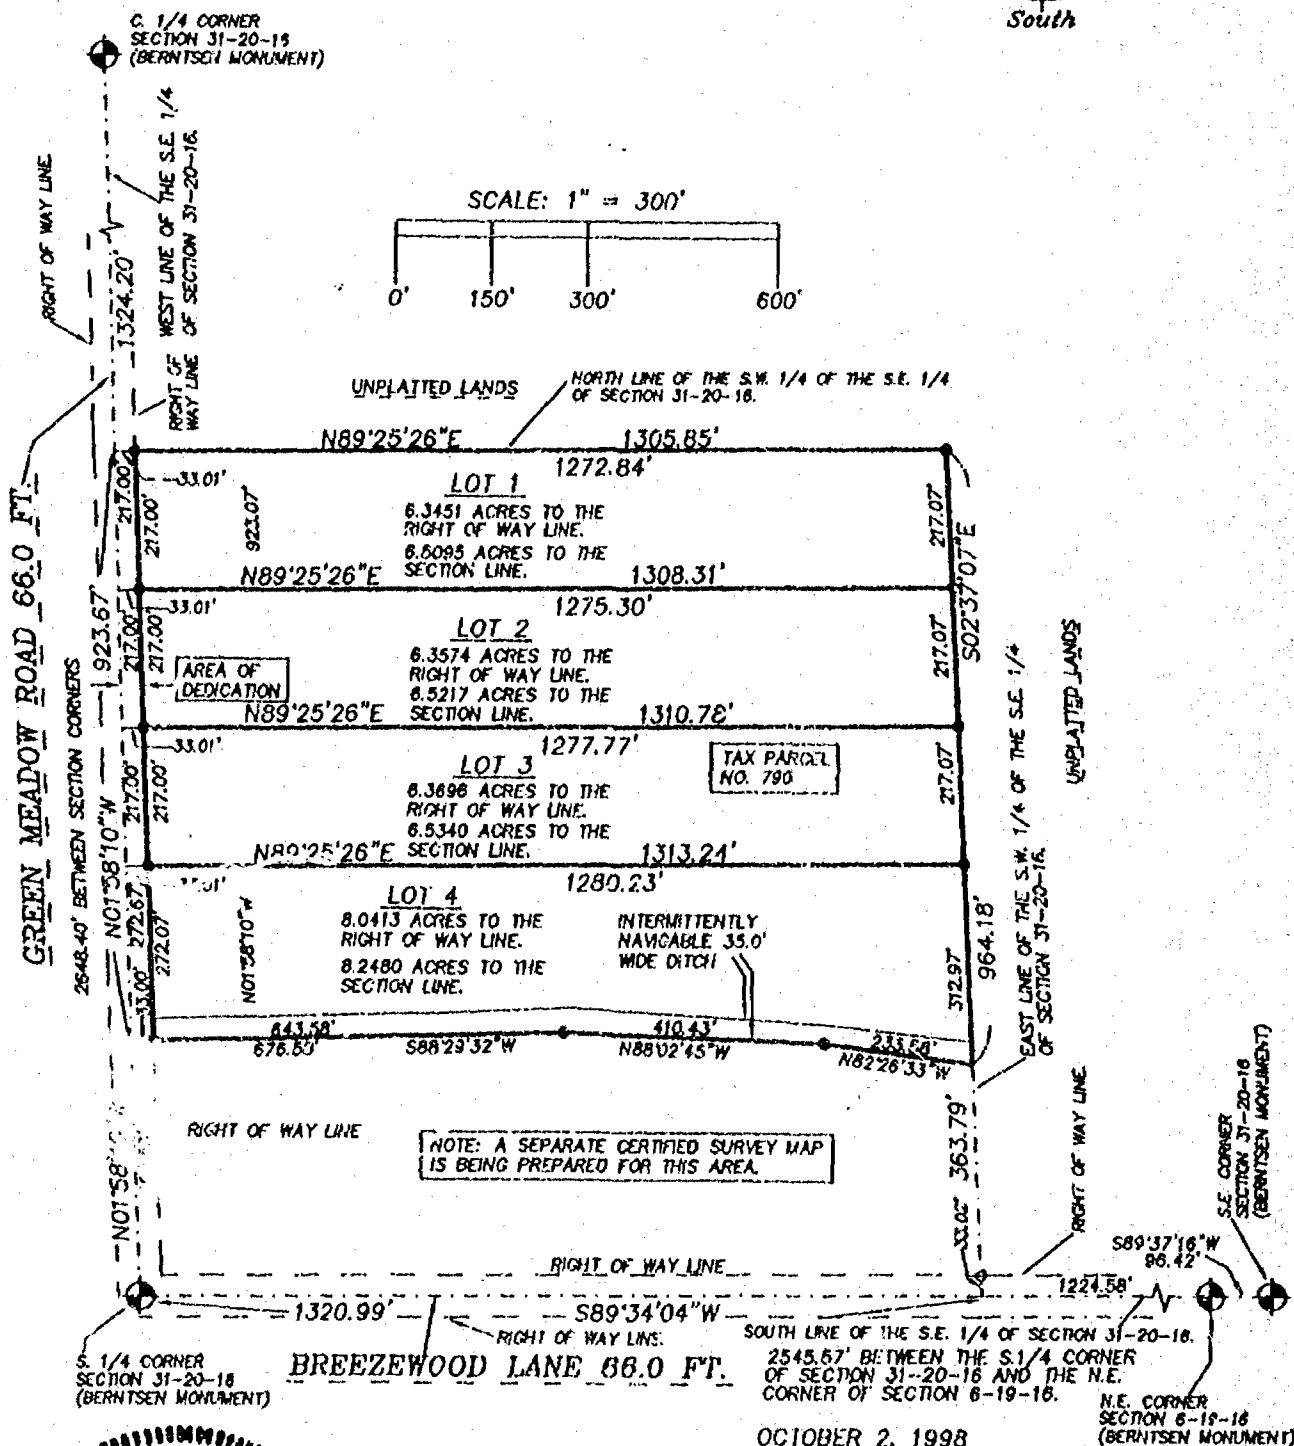 South
C. 1/4 CORNER
SECTION 31-20-16
(BERNTSEN MONUMENT)
RIGHT OF WAY LINE
1324.20'
WEST LINE OF THE S.E. 1/4
OF SECTION 31-20-16.
RIGHT OF
WAY LINE
SCALE: 1" = 300'
0' 150' 300' 600'
UNPLATTED LANDS
NORTH LINE OF THE S.W. 1/4 OF THE S.E. 1/4
OF SECTION 31-20-16.
N89°25'26"E 1305.85'
1272.84'
33.01'
217.00'
217.00'
923.07'
LOT 1
6.3451 ACRES TO THE
RIGHT OF WAY LINE.
6.5095 ACRES TO THE
SECTION LINE.
217.07'
S02°37'07"E
N89°25'26"E 1308.31'
1275.30'
33.01'
217.00'
217.00'
LOT 2
6.3574 ACRES TO THE
RIGHT OF WAY LINE.
6.5217 ACRES TO THE
SECTION LINE.
AREA OF
DEDICATION
217.07'
UNPLATTED LANDS
N89°25'26"E 1310.78'
1277.77'
33.01'
217.00'
217.00'
LOT 3
6.3696 ACRES TO THE
RIGHT OF WAY LINE.
6.5340 ACRES TO THE
SECTION LINE.
TAX PARCEL
NO. 790
217.07'
N89°25'26"E 1313.24'
1280.23'
GREEN MEADOW ROAD 66.0 FT.
2648.40' BETWEEN SECTION CORNERS
N01°58'10"W 923.67'
272.67'
272.07'
33.00'
N01°58'10"W
LOT 4
8.0413 ACRES TO THE
RIGHT OF WAY LINE.
8.2480 ACRES TO THE
SECTION LINE.
INTERMITTENTLY
NAVIGABLE 35.0'
WIDE DITCH
312.97'
964.18'
EAST LINE OF THE S.W. 1/4 OF THE S.E. 1/4
OF SECTION 31-20-16.
643.58' 410.43' 233.58'
S88°29'32"W N88°02'45"W N82°26'33"W
RIGHT OF WAY LINE
NOTE: A SEPARATE CERTIFIED SURVEY MAP
IS BEING PREPARED FOR THIS AREA.
N01°58'
363.79'
33.02'
RIGHT OF WAY LINE
S.E. CORNER
SECTION 31-20-16
(BERNTSEN MONUMENT)
S89°37'16"W
96.42'
RIGHT OF WAY LINE
1224.58'
1320.99' S89°34'04"W
RIGHT OF WAY LINE
BREEZEWOOD LANE 66.0 FT.
S. 1/4 CORNER
SECTION 31-20-16
(BERNTSEN MONUMENT)
SOUTH LINE OF THE S.E. 1/4 OF SECTION 31-20-16.
2545.57' BETWEEN THE S.1/4 CORNER
OF SECTION 31-20-16 AND THE N.E.
CORNER OF SECTION 6-19-16.
N.E. CORNER
SECTION 6-19-16
(BERNTSEN MONUMENT)
OCTOBER 2, 1998